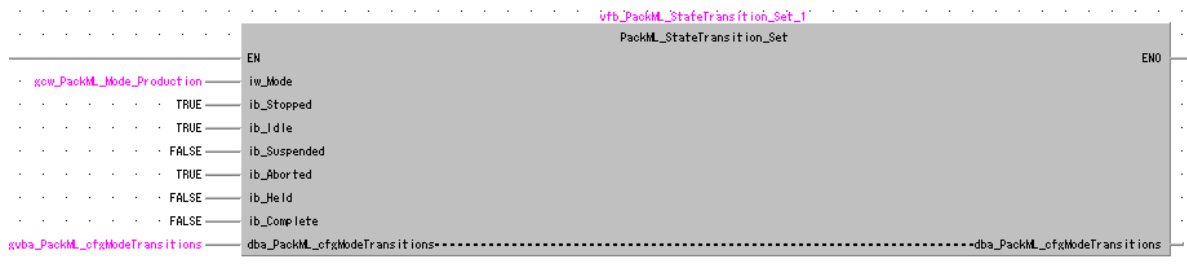 vfb_PackML_StateTransition_Set_1
PackML_StateTransition_Set
EN ENO
gcw_PackML_Mode_Production iw_Mode
TRUE ib_Stopped
TRUE ib_Idle
FALSE ib_Suspended
TRUE ib_Aborted
FALSE ib_Held
FALSE ib_Complete
gvba_PackML_cfgModeTransitions dba_PackML_cfgModeTransitions dba_PackML_cfgModeTransitions